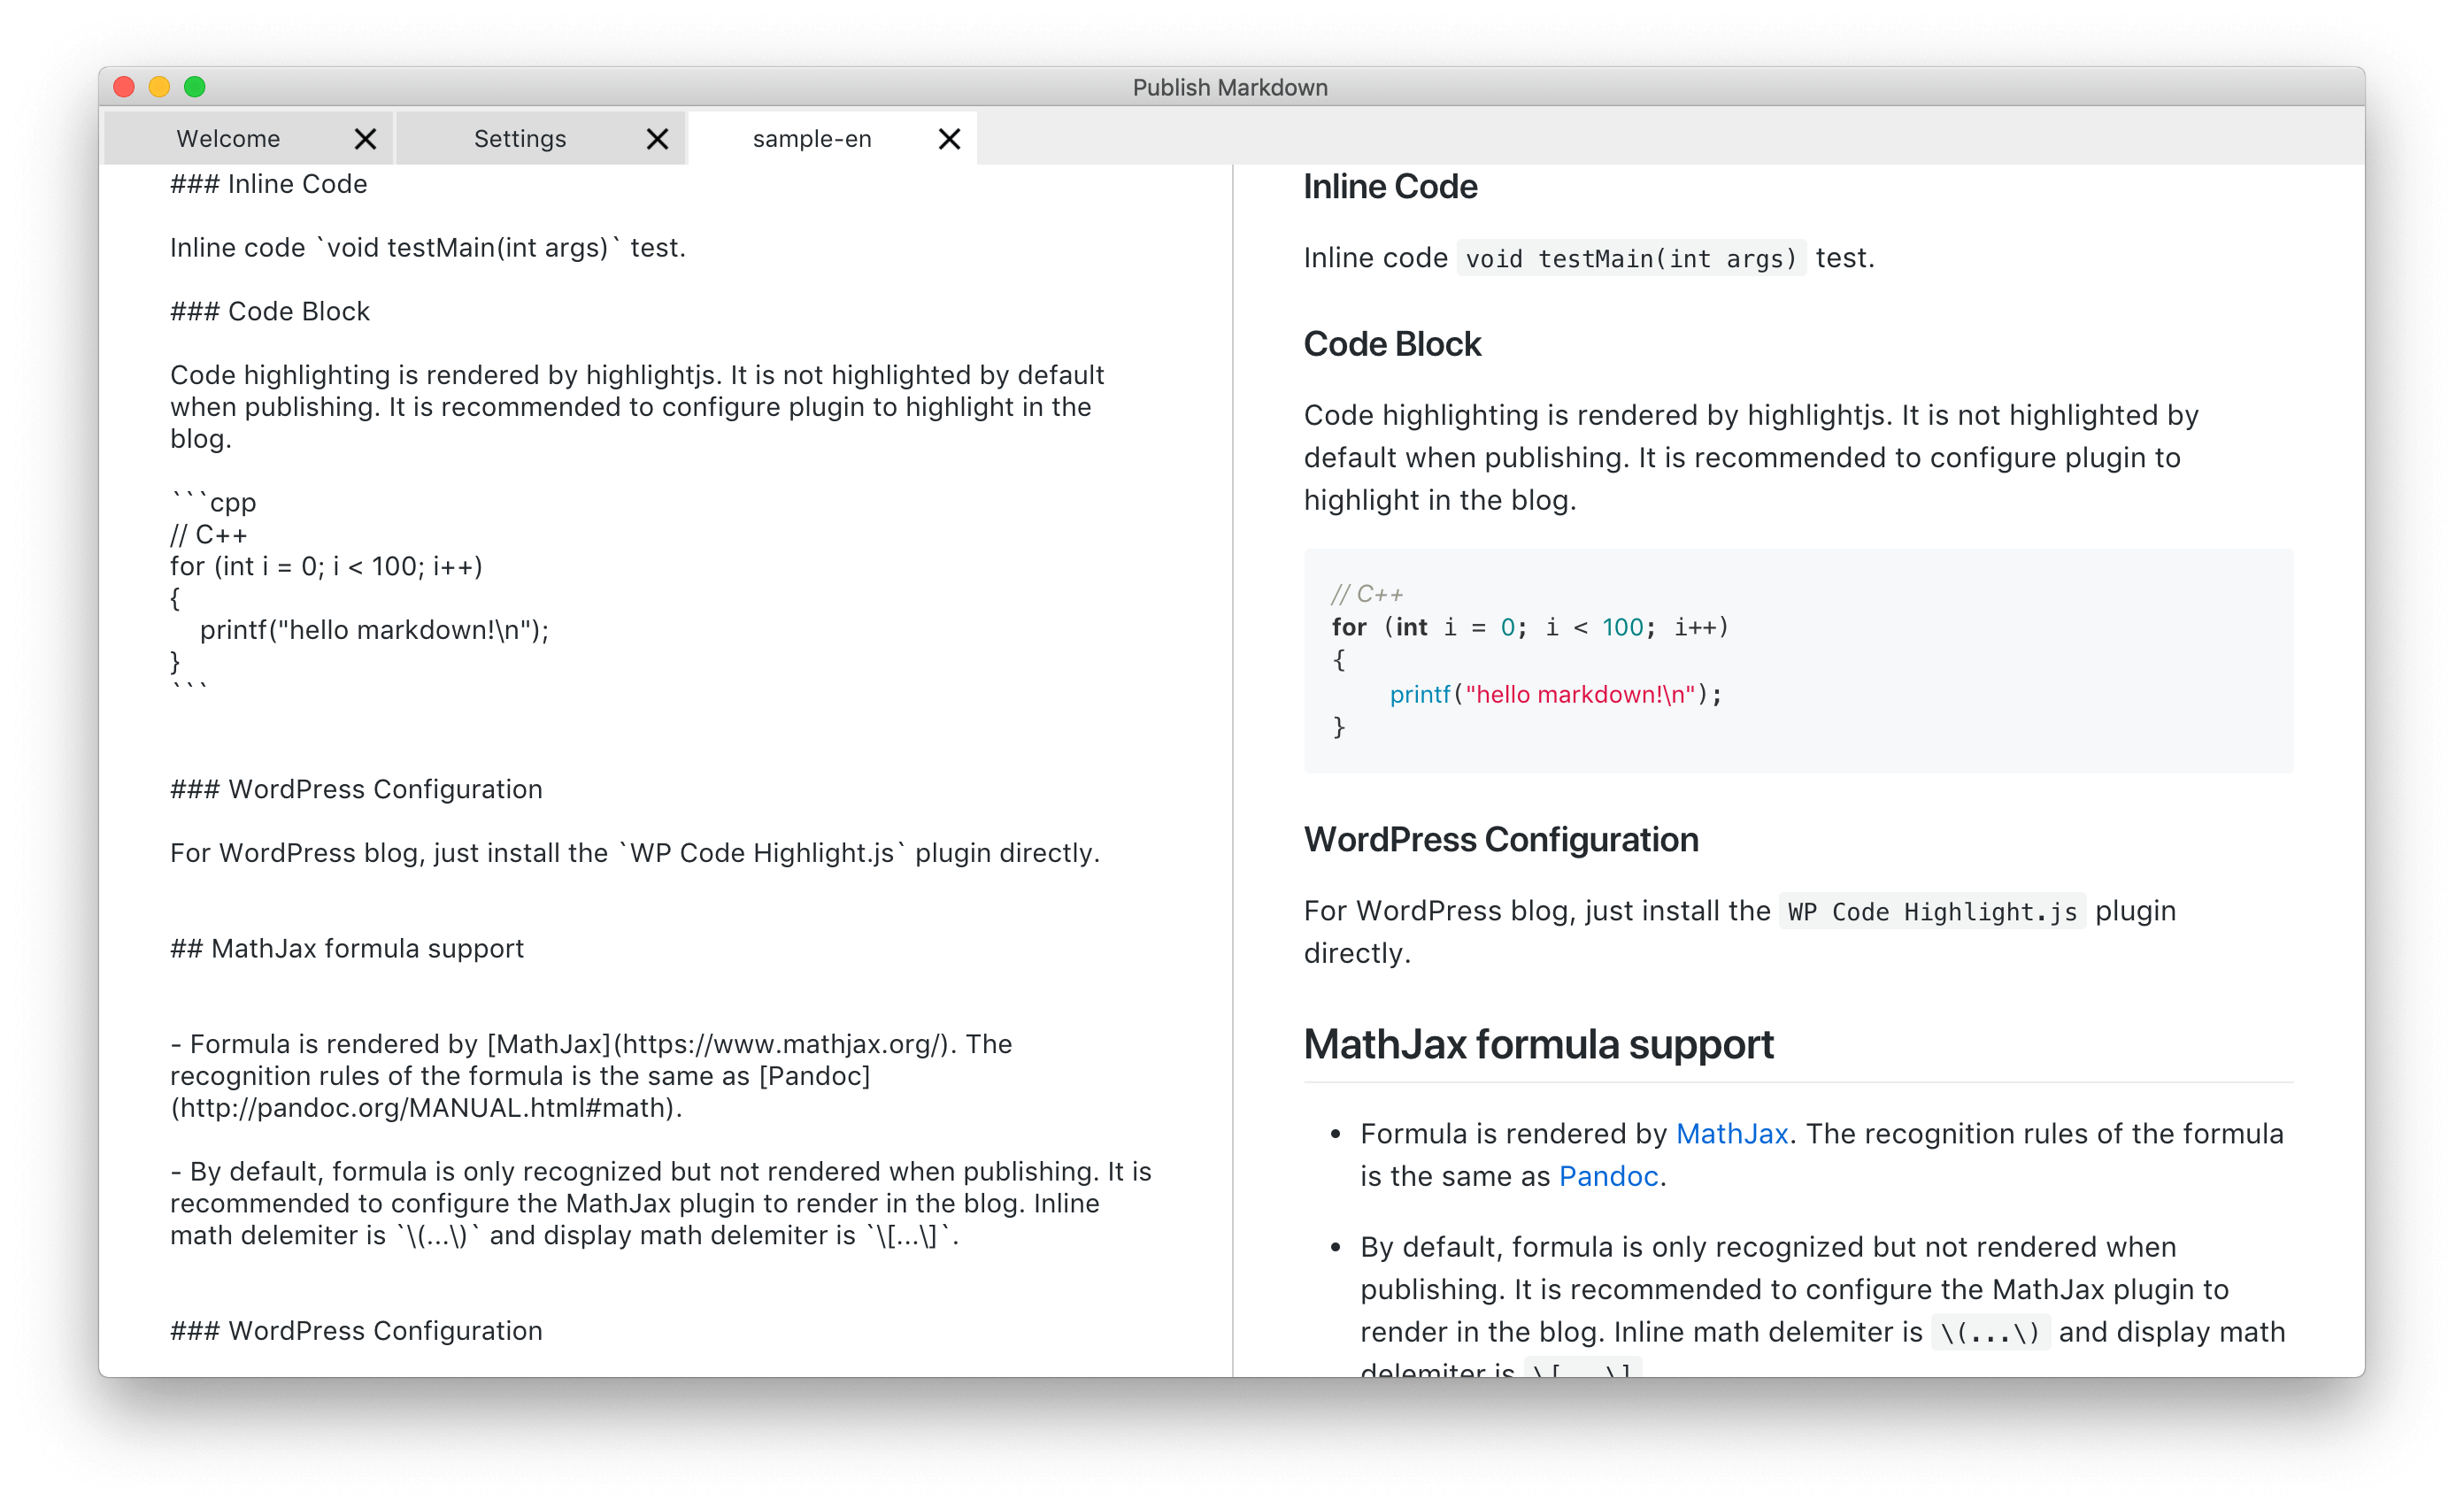 Publish Markdown
Welcome
Settings
sample-en
### Inline Code
Inline code `void testMain(int args)` test.
### Code Block
Code highlighting is rendered by highlightjs. It is not highlighted by default
when publishing. It is recommended to configure plugin to highlight in the
blog.
```cpp
// C++
for (int i = 0; i < 100; i++)
{
    printf("hello markdown!\n");
}
```
### WordPress Configuration
For WordPress blog, just install the `WP Code Highlight.js` plugin directly.
## MathJax formula support
- Formula is rendered by [MathJax](https://www.mathjax.org/). The
recognition rules of the formula is the same as [Pandoc]
(http://pandoc.org/MANUAL.html#math).
- By default, formula is only recognized but not rendered when publishing. It is
recommended to configure the MathJax plugin to render in the blog. Inline
math delemiter is `\(...\)` and display math delemiter is `\[...\]`.
### WordPress Configuration
Inline Code
Inline code void testMain(int args) test.
Code Block
Code highlighting is rendered by highlightjs. It is not highlighted by
default when publishing. It is recommended to configure plugin to
highlight in the blog.
// C++
for (int i = 0; i < 100; i++)
{
    printf("hello markdown!\n");
}
WordPress Configuration
For WordPress blog, just install the WP Code Highlight.js plugin
directly.
MathJax formula support
• Formula is rendered by MathJax. The recognition rules of the formula
is the same as Pandoc.
• By default, formula is only recognized but not rendered when
publishing. It is recommended to configure the MathJax plugin to
render in the blog. Inline math delemiter is \(...\) and display math
delemiter is \[...\]